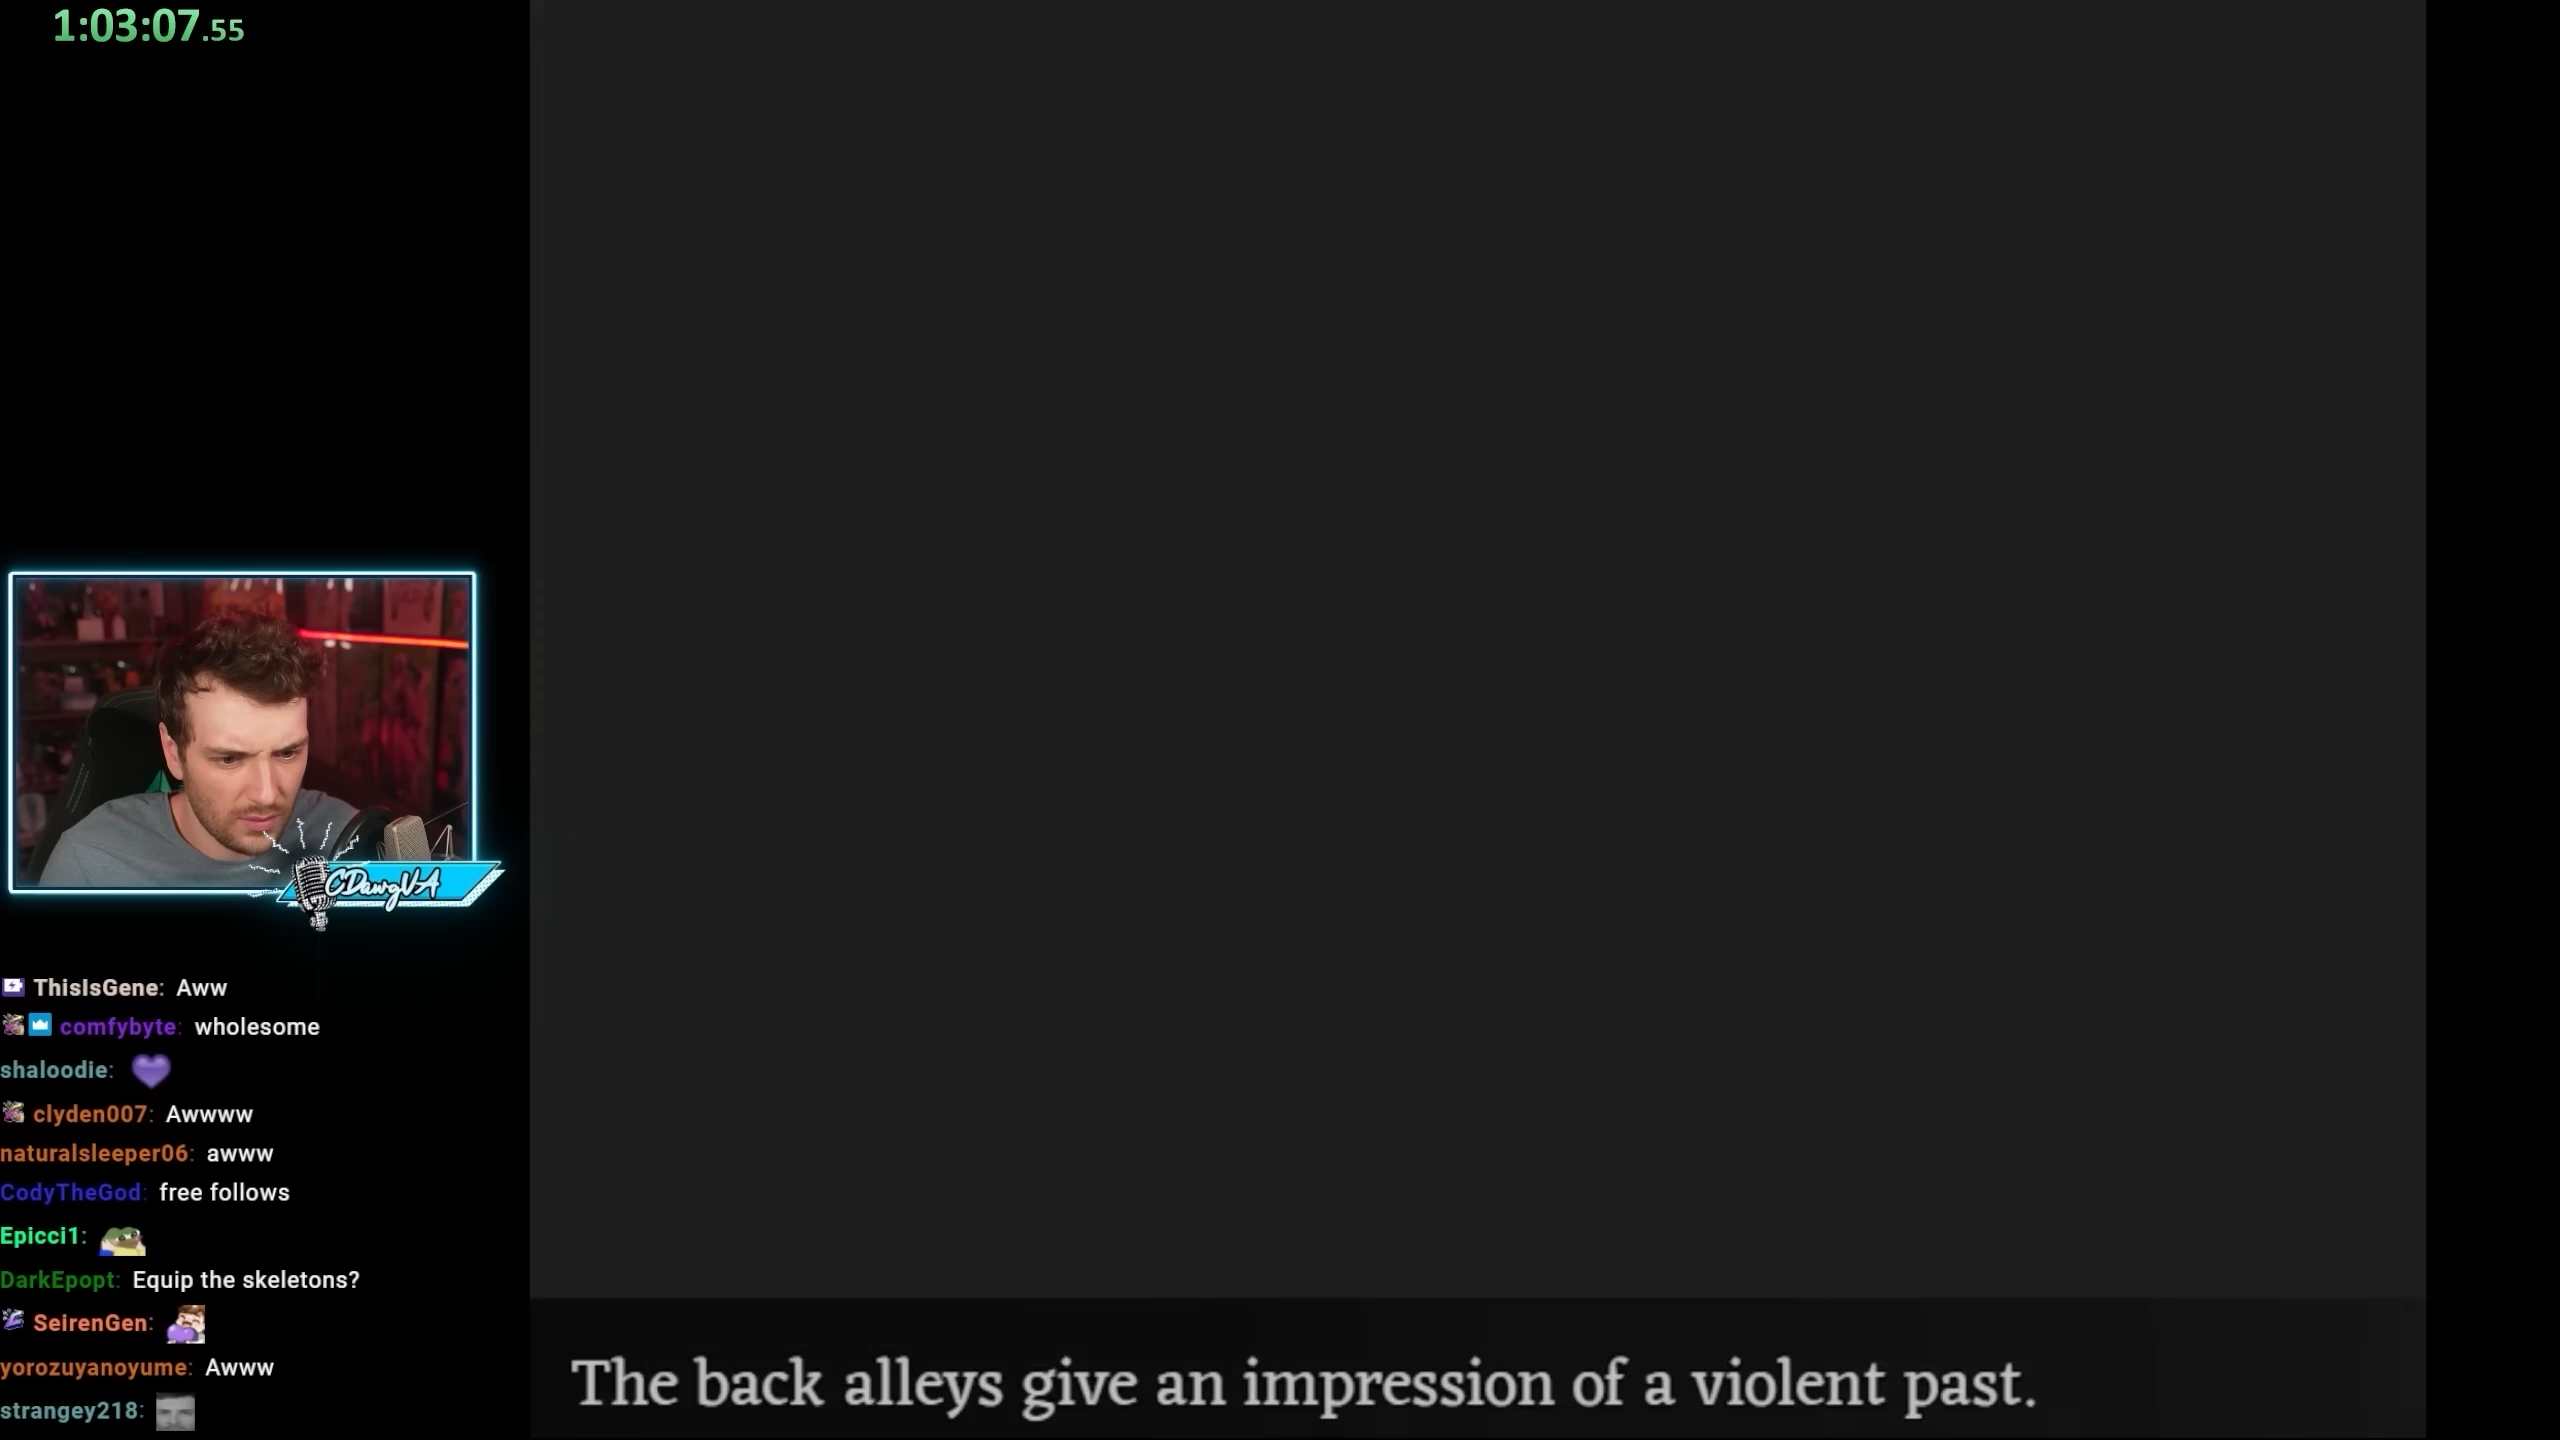 1:03:07.55
CDawgVA
ThisIsGene: Aww
comfybyte: wholesome
shaloodie:
clyden007: Awwww
naturalsleeper06: awww
CodyTheGod: free follows
Epicci1:
DarkEpopt: Equip the skeletons?
SeirenGen:
yorozuyanoyume: Awww
strangey218:
The back alleys give an impression of a violent past.